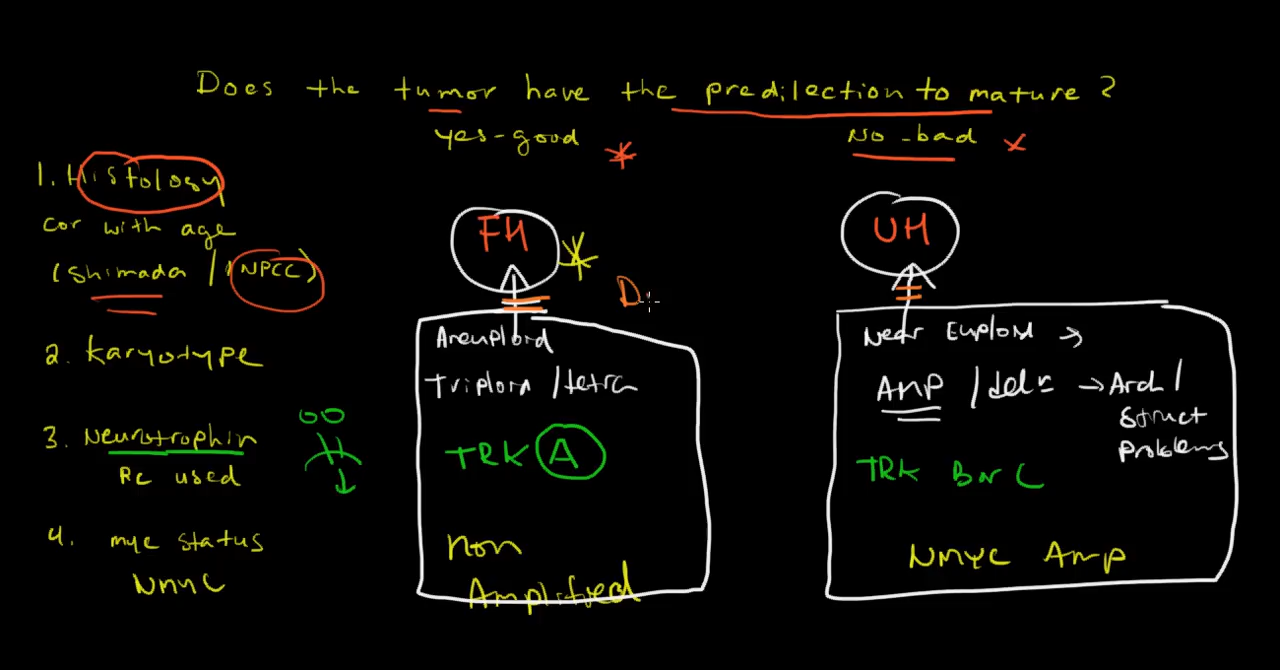 Does the tumor have the predilection to mature?
yes-good
No-bad
1. Histology
cor with age
(Shimada / INPCC)
2. Karyotype
3. Neurotrophin
Rc used
4. myc status
NMYC
FH
D
Aneuploid
Triploid /tetra
TRK A
non
Amplified
UH
Near Euploid →
Amp /del →Arch/
struct
problems
TRK B or C
NMYC Amp